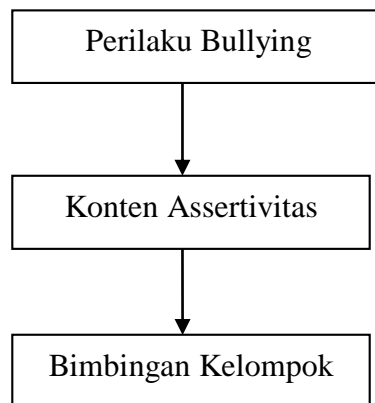 Perilaku Bullying
Konten Assertivitas
Bimbingan Kelompok